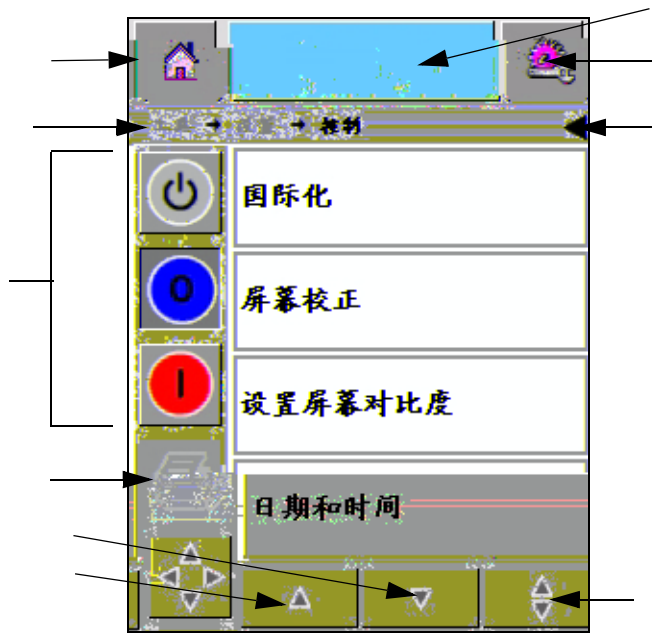 → → 控制
国际化
屏幕校正
设置屏幕对比度
日期和时间